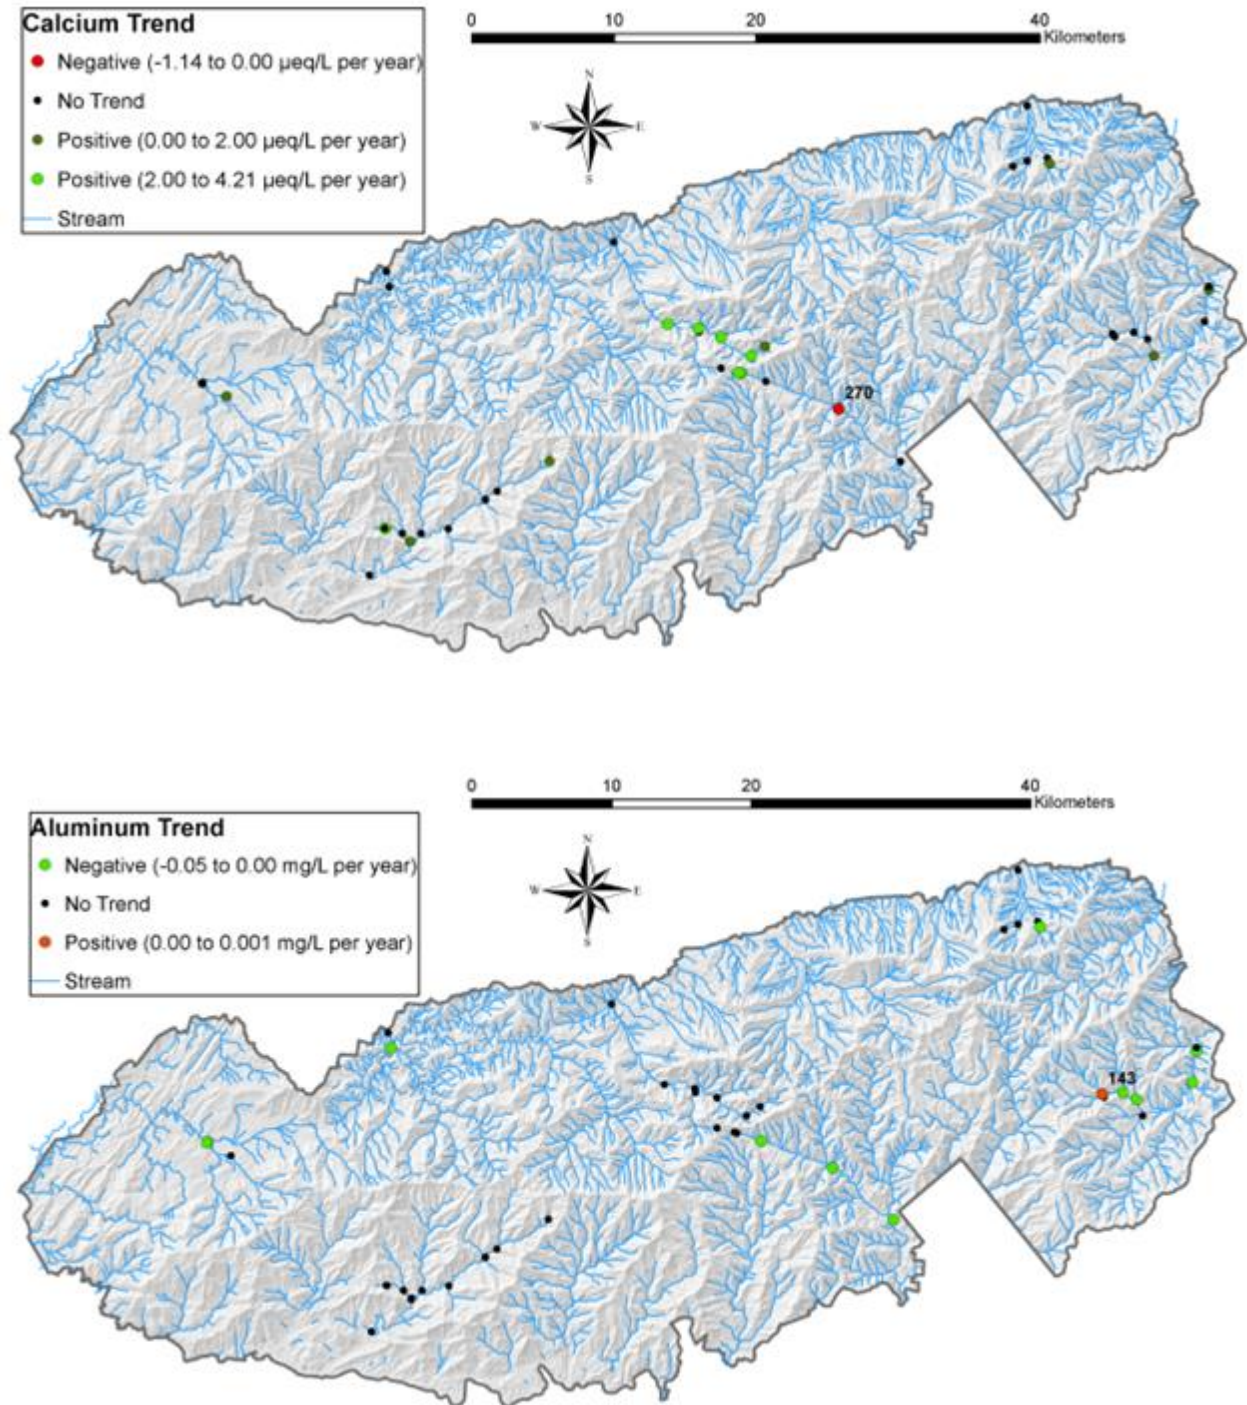 Calcium Trend
Negative (-1.14 to 0.00 µeq/L per year)
No Trend
Positive (0.00 to 2.00 µeq/L per year)
Positive (2.00 to 4.21 µeq/L per year)
Stream
0 10 20 40
Kilometers
N
W E
S
270
0 10 20 40
Kilometers
Aluminum Trend
Negative (-0.05 to 0.00 mg/L per year)
No Trend
Positive (0.00 to 0.001 mg/L per year)
Stream
N
W E
S
143